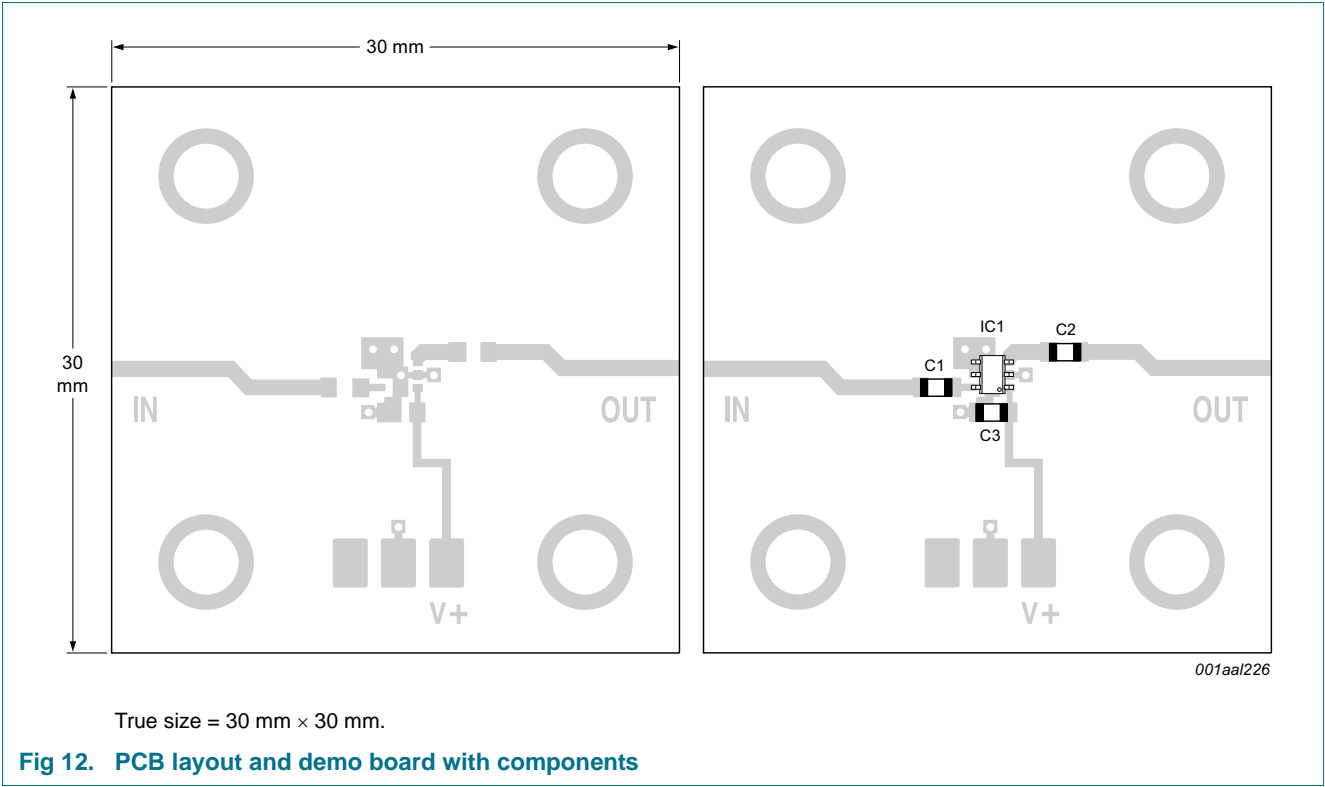 30 mm
30
mm
IN
OUT
V+
IC1
C2
C1
C3
IN
OUT
V+
001aal226
True size = 30 mm × 30 mm.
Fig 12. PCB layout and demo board with components